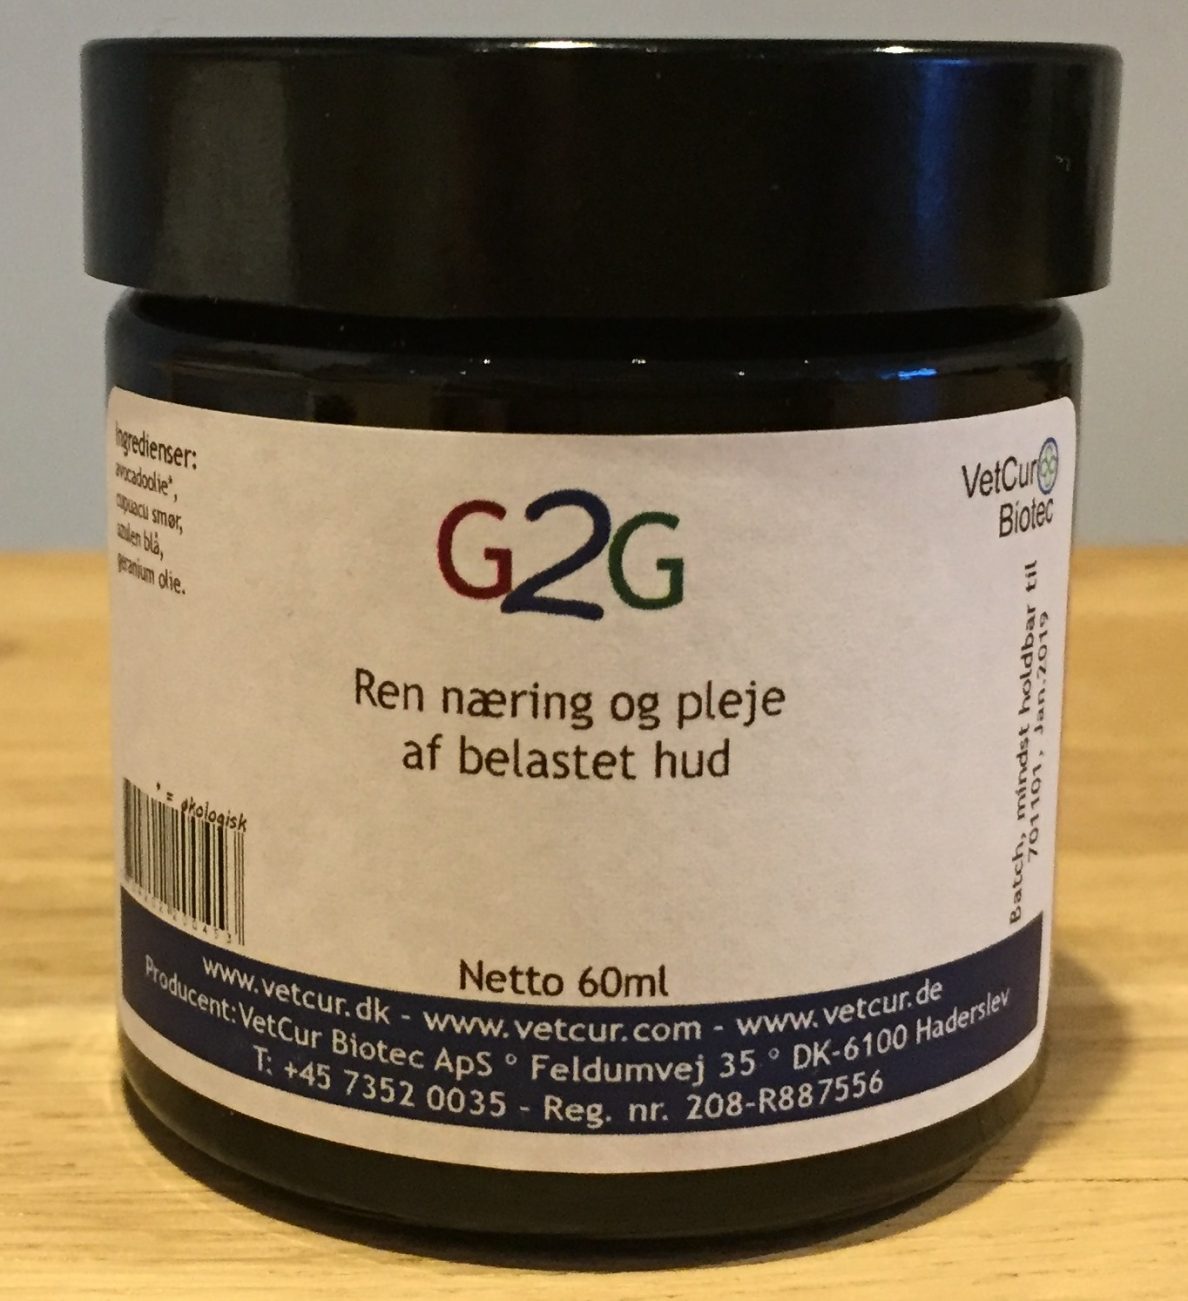 Ingredienser:
avocadoolie*,
cupuacu smør,
azulen blå,
geranium olie.
G2G
VetCur
Biotec
Ren næring og pleje
af belastet hud
Batch, mindst holdbar til
701101, Jan.2019
* = økologisk
Netto 60ml
www.vetcur.dk - www.vetcur.com - www.vetcur.de
Producent: VetCur Biotec ApS ° Feldumvej 35 ° DK-6100 Haderslev
T: +45 7352 0035 - Reg. nr. 208-R887556